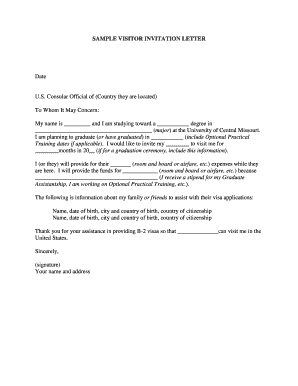 SAMPLE VISITOR INVITATION LETTER
Date
U.S. Consular Official of (Country they are located)
To Whom It May Concern:
My name is __________ and I am studying toward a __________ degree in
______________________________ (major) at the University of Central Missouri.
I am planning to graduate (or have graduated) in __________ (include Optional Practical
Training dates if applicable). I would like to invite my ________ to visit me for
________months in 20__ (if for a graduation ceremony, include this information).
I (or they) will provide for their _______ (room and board or airfare, etc.) expenses while they
are here. I will provide the funds for __________ (room and board or airfare, etc.) because
______________________________ (I receive a stipend for my Graduate
Assistantship, I am working on Optional Practical Training, etc.).
The following is information about my family or friends to assist with their visa applications:
Name, date of birth, city and country of birth, country of citizenship
Name, date of birth, city and country of birth, country of citizenship
Thank you for your assistance in providing B-2 visas so that __________can visit me in the
United States.
Sincerely,
(signature)
Your name and address